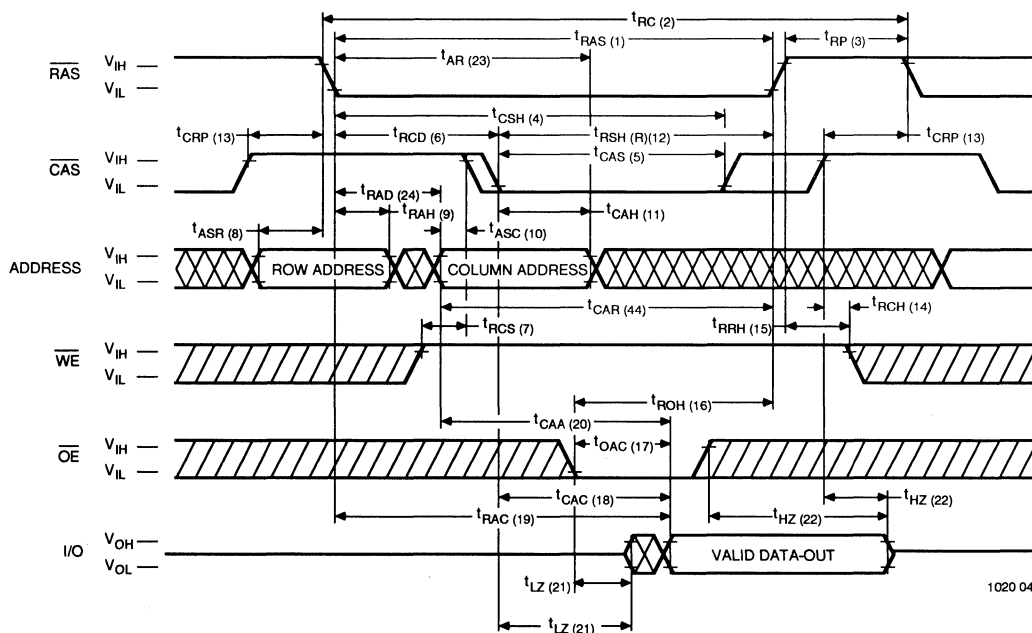 tRC (2)
tRAS (1)
tRP (3)
tAR (23)
RAS
VIH
VIL
tCSH (4)
tCRP (13)
tRCD (6)
tRSH (R)(12)
tCRP (13)
tCAS (5)
CAS
VIH
VIL
tRAD (24)
tRAH (9)
tCAH (11)
tASR (8)
tASC (10)
ADDRESS
VIH
VIL
ROW ADDRESS
COLUMN ADDRESS
tCAR (44)
tRCH (14)
tRCS (7)
tRRH (15)
WE
VIH
VIL
tROH (16)
tCAA (20)
tOAC (17)
OE
VIH
VIL
tCAC (18)
tHZ (22)
tRAC (19)
tHZ (22)
I/O
VOH
VOL
VALID DATA-OUT
tLZ (21)
1020 04
tLZ (21)